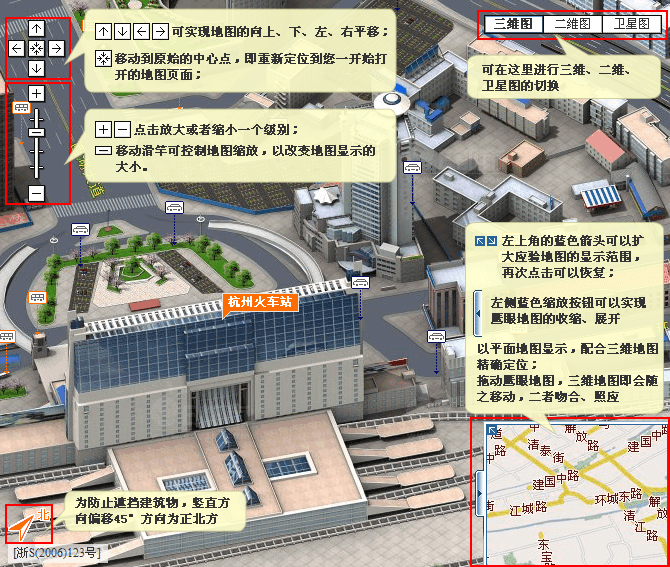 可实现地图的向上、下、左、右平移；
移动到原始的中心点，即重新定位到您一开始打
开的地图页面；
三维图 二维图 卫星图
可在这里进行三维、二维、
卫星图的切换
点击放大或者缩小一个级别；
移动滑竿可控制地图缩放，以改变地图显示的
大小。
左上角的蓝色箭头可以扩
大应验地图的显示范围，
再次点击可以恢复；
左侧蓝色缩放按钮可以实现
鹰眼地图的收缩、展开
以平面地图显示，配合三维地图
精确定位；
拖动鹰眼地图，三维地图即会随
之移动，二者吻合、照应
杭州火车站
为防止遮挡建筑物，竖直方
向偏移45°方向为正北方
北
[浙S(2006)123号]
道路
清泰街
解放路
建国中路
建国中路
环城东路
江城路
清江路
解放
东宝